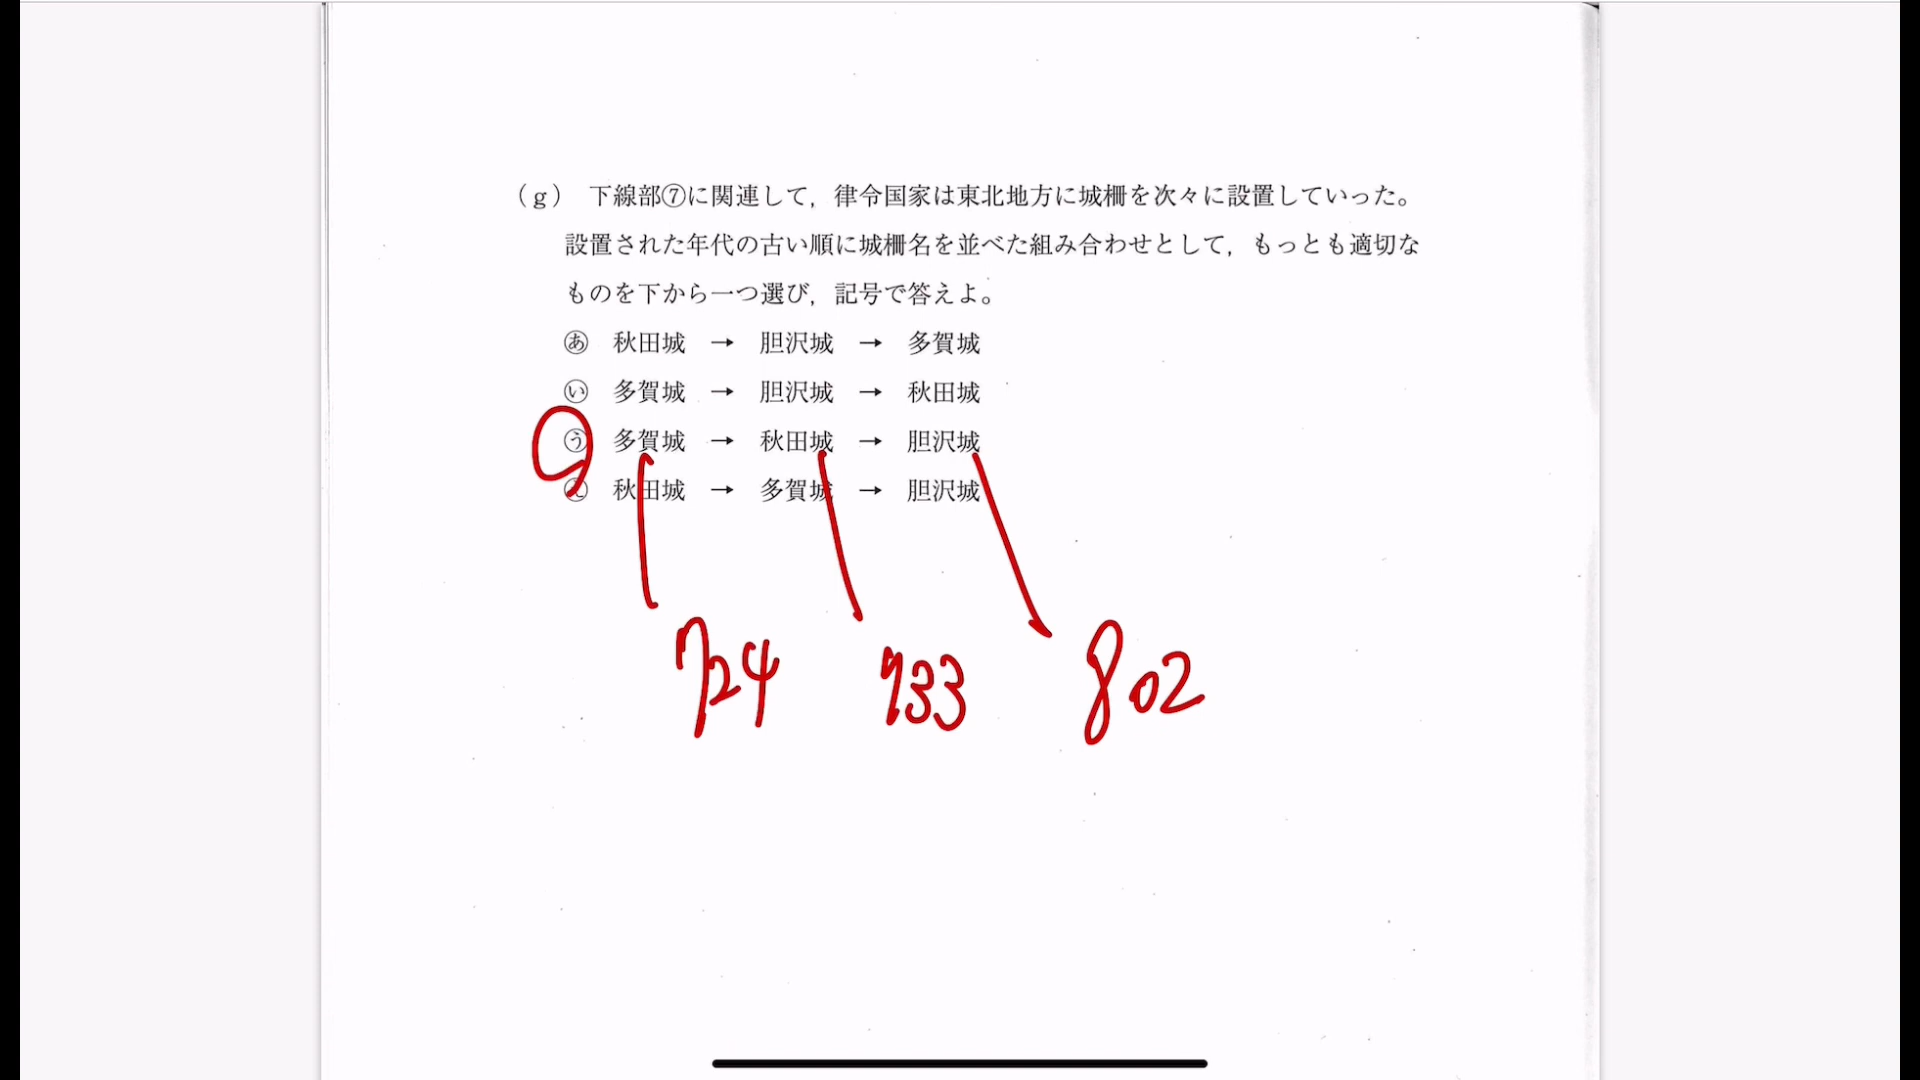 (g) 下線部⑦に関連して，律令国家は東北地方に城柵を次々に設置していった。
設置された年代の古い順に城柵名を並べた組み合わせとして，もっとも適切な
ものを下から一つ選び，記号で答えよ。
あ 秋田城 → 胆沢城 → 多賀城
い 多賀城 → 胆沢城 → 秋田城
う 多賀城 → 秋田城 → 胆沢城
え 秋田城 → 多賀城 → 胆沢城
724 733 802